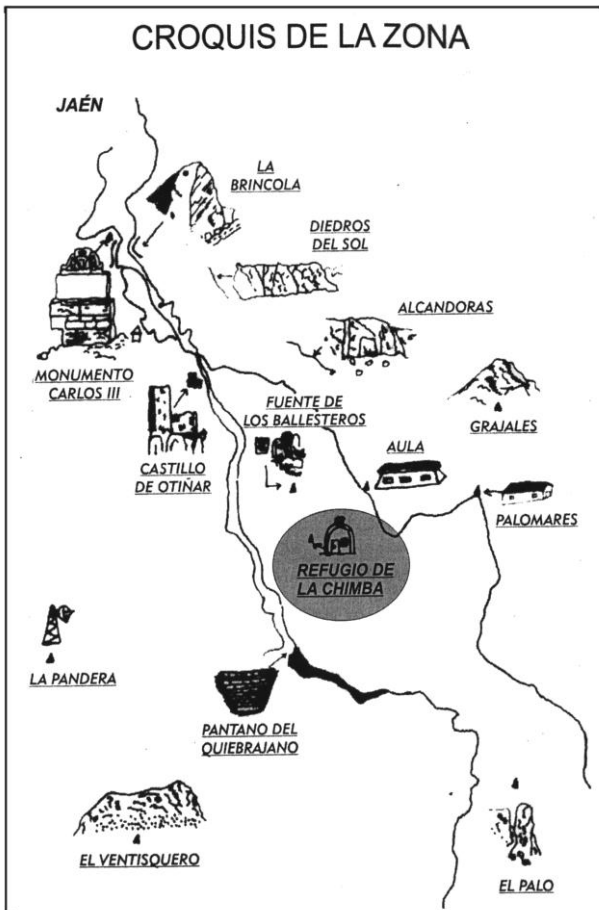 CROQUIS DE LA ZONA
JAÉN
LA
BRINCOLA
DIEDROS
DEL SOL
ALCANDORAS
MONUMENTO
CARLOS III
GRAJALES
FUENTE DE
LOS BALLESTEROS
CASTILLO
DE OTIÑAR
AULA
PALOMARES
REFUGIO DE
LA CHIMBA
LA PANDERA
PANTANO DEL
QUIEBRAJANO
EL VENTISQUERO
EL PALO